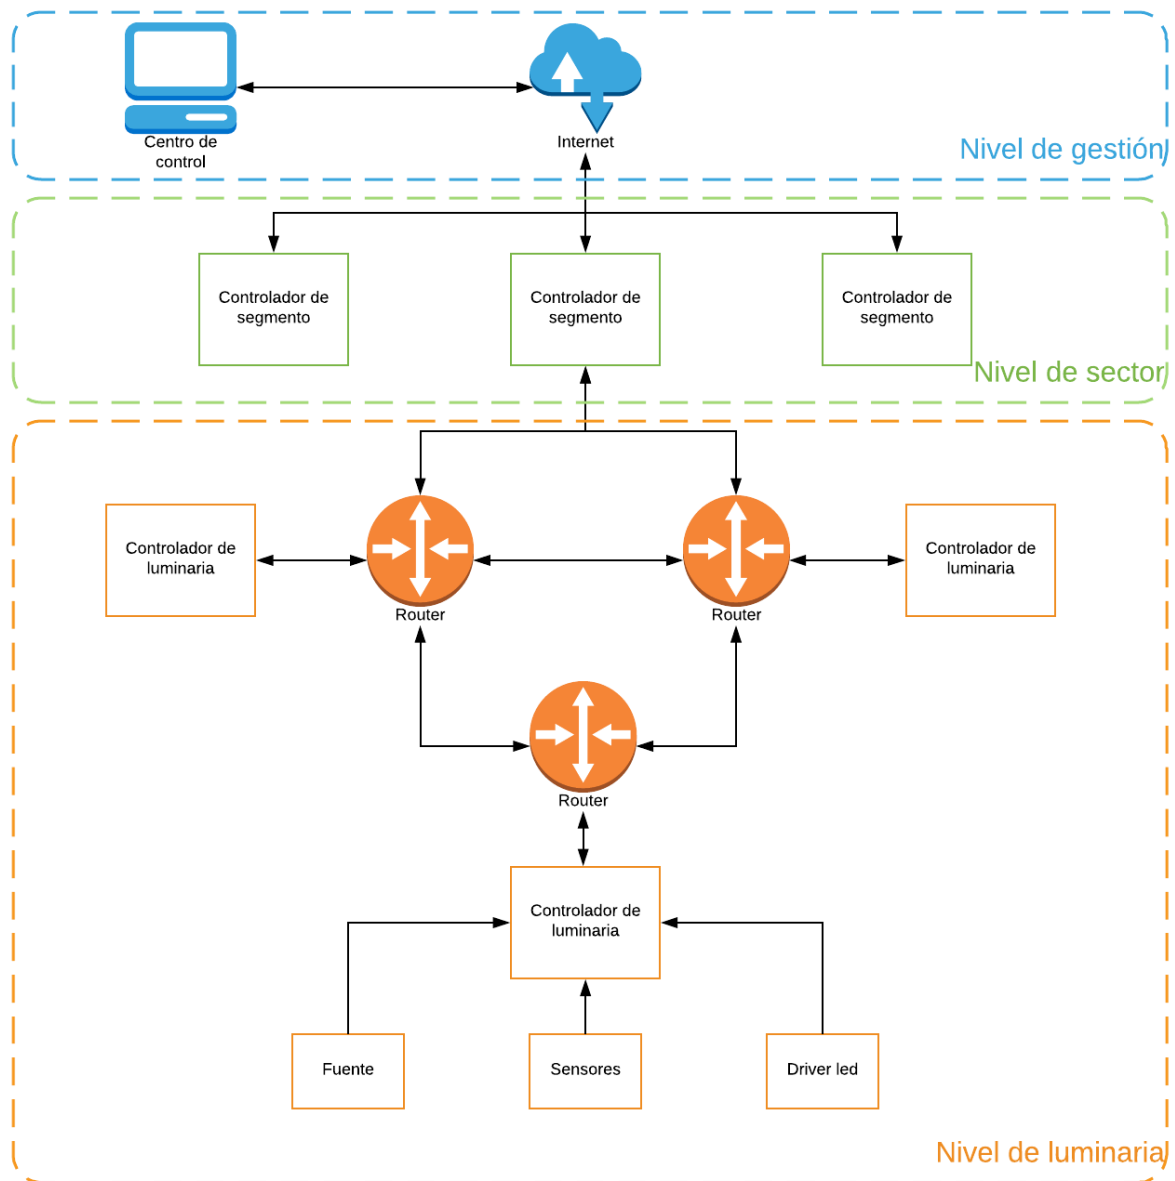 Centro de
control
Internet
Nivel de gestión
Controlador de
segmento
Controlador de
segmento
Controlador de
segmento
Nivel de sector
Controlador de
luminaria
Router
Router
Controlador de
luminaria
Router
Controlador de
luminaria
Fuente
Sensores
Driver led
Nivel de luminaria